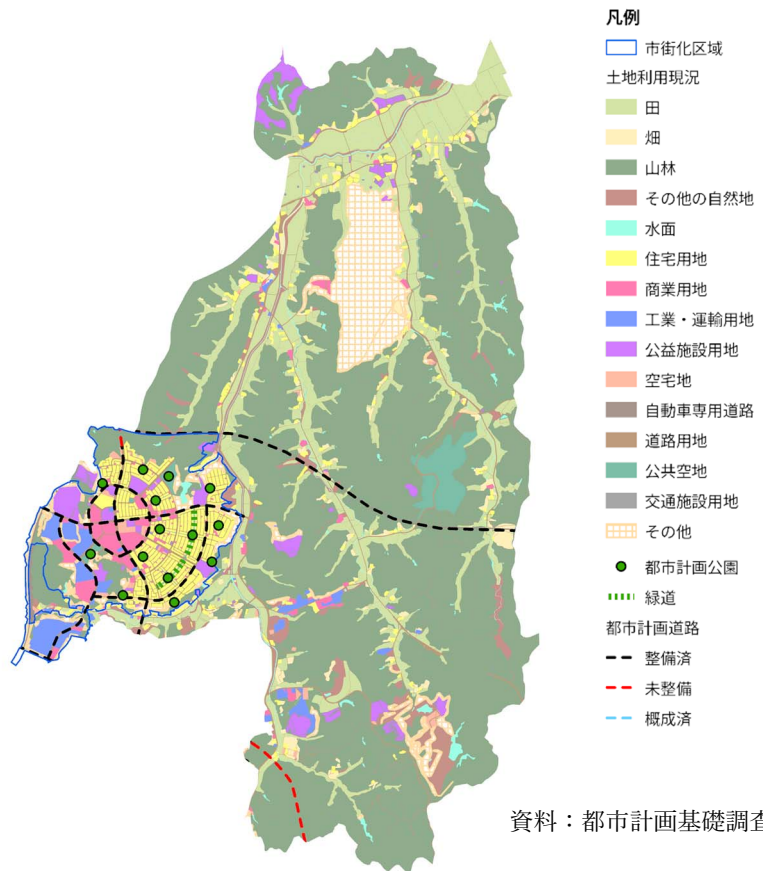 凡例
市街化区域
土地利用現況
田
畑
山林
その他の自然地
水面
住宅用地
商業用地
工業・運輸用地
公益施設用地
空宅地
自動車専用道路
道路用地
公共空地
交通施設用地
その他
都市計画公園
緑道
都市計画道路
整備済
未整備
概成済
資料：都市計画基礎調査